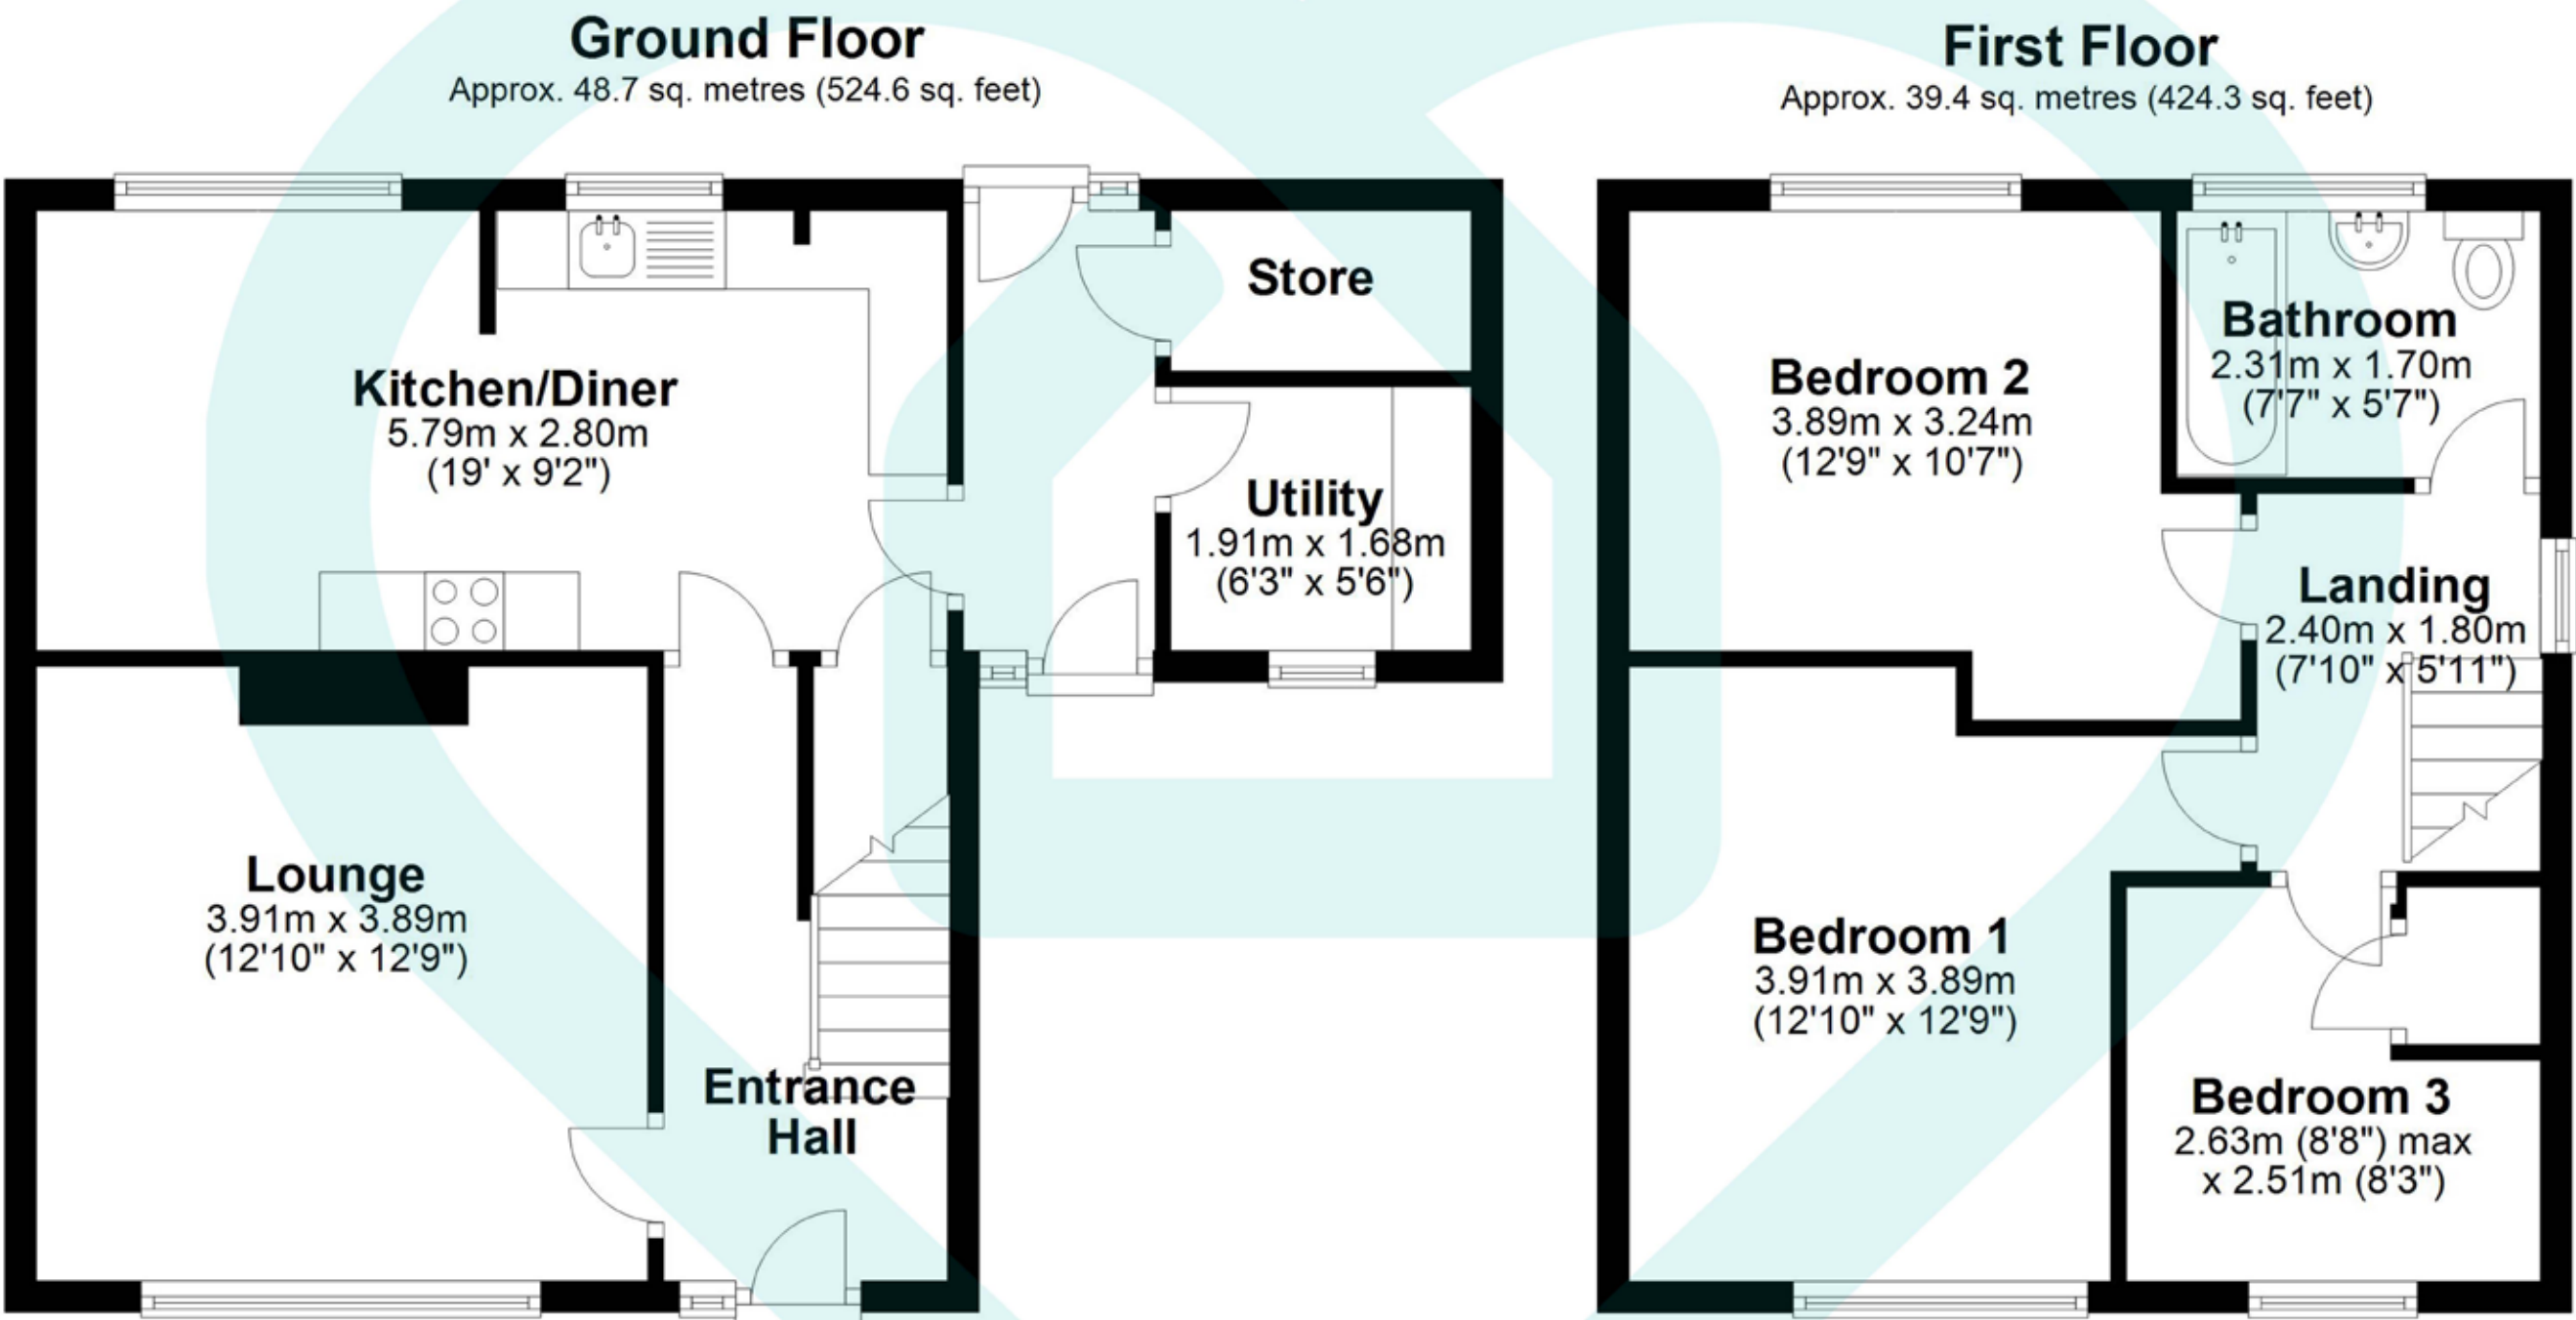 Ground Floor
Approx. 48.7 sq. metres (524.6 sq. feet)
Kitchen/Diner
5.79m x 2.80m
(19' x 9'2")
Store
Utility
1.91m x 1.68m
(6'3" x 5'6")
Lounge
3.91m x 3.89m
(12'10" x 12'9")
Entrance
Hall
First Floor
Approx. 39.4 sq. metres (424.3 sq. feet)
Bedroom 2
3.89m x 3.24m
(12'9" x 10'7")
Bathroom
2.31m x 1.70m
(7'7" x 5'7")
Landing
2.40m x 1.80m
(7'10" x 5'11")
Bedroom 1
3.91m x 3.89m
(12'10" x 12'9")
Bedroom 3
2.63m (8'8") max
x 2.51m (8'3")